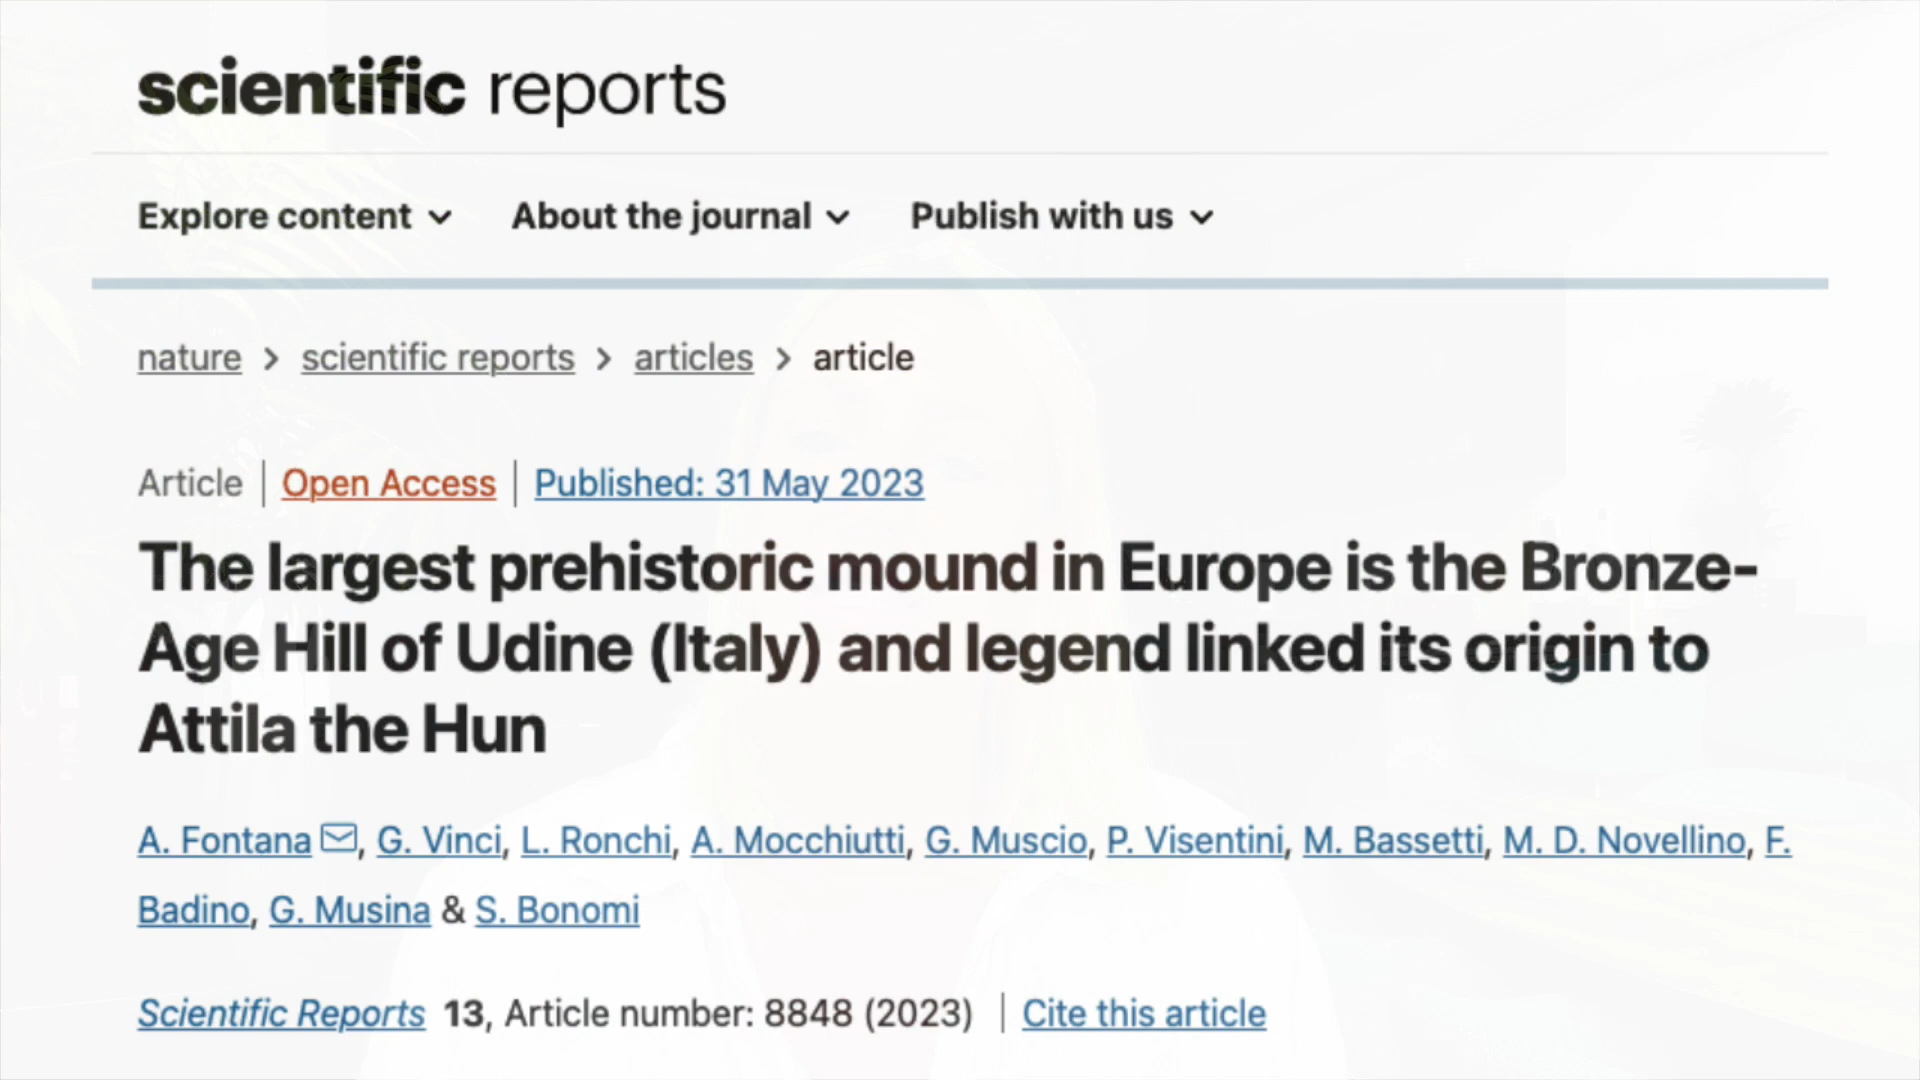 scientific reports
Explore content About the journal Publish with us
nature > scientific reports > articles > article
Article | Open Access | Published: 31 May 2023
The largest prehistoric mound in Europe is the Bronze-
Age Hill of Udine (Italy) and legend linked its origin to
Attila the Hun
A. Fontana, G. Vinci, L. Ronchi, A. Mocchiutti, G. Muscio, P. Visentini, M. Bassetti, M. D. Novellino, F.
Badino, G. Musina & S. Bonomi
Scientific Reports 13, Article number: 8848 (2023) | Cite this article